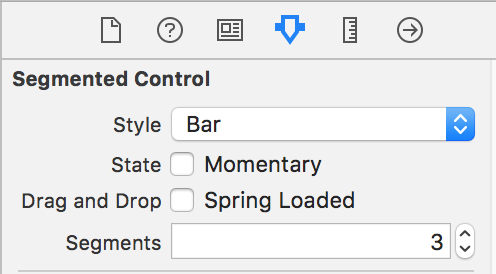 Segmented Control
Style Bar
State Momentary
Drag and Drop Spring Loaded
Segments 3